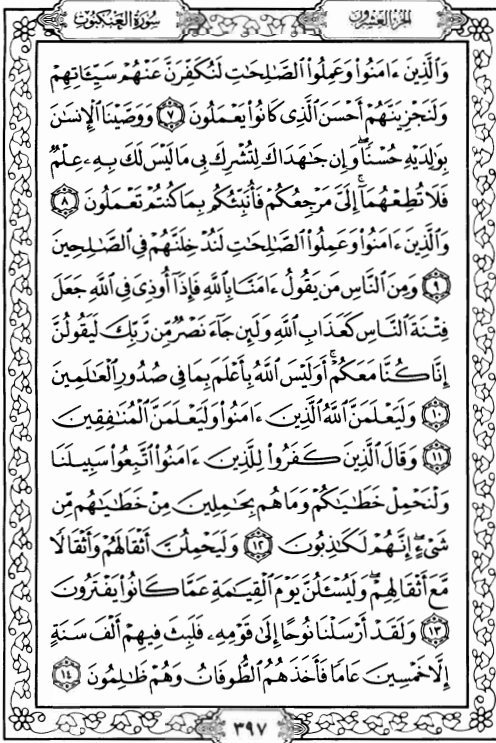 سُورَةُ العَنكَبُوتِ
الجُزءُ العِشرُونَ
وَٱلَّذِينَ ءَامَنُوا۟ وَعَمِلُوا۟ ٱلصَّٰلِحَٰتِ لَنُكَفِّرَنَّ عَنْهُمْ سَيِّـَٔاتِهِمْ
وَلَنَجْزِيَنَّهُمْ أَحْسَنَ ٱلَّذِى كَانُوا۟ يَعْمَلُونَ ٧ وَوَصَّيْنَا ٱلْإِنسَٰنَ
بِوَٰلِدَيْهِ حُسْنًا ۖ وَإِن جَٰهَدَاكَ لِتُشْرِكَ بِى مَا لَيْسَ لَكَ بِهِۦ عِلْمٌ
فَلَا تُطِعْهُمَآ ۚ إِلَىَّ مَرْجِعُكُمْ فَأُنَبِّئُكُم بِمَا كُنتُمْ تَعْمَلُونَ ٨
وَٱلَّذِينَ ءَامَنُوا۟ وَعَمِلُوا۟ ٱلصَّٰلِحَٰتِ لَنُدْخِلَنَّهُمْ فِى ٱلصَّٰلِحِينَ
٩ وَمِنَ ٱلنَّاسِ مَن يَقُولُ ءَامَنَّا بِٱللَّهِ فَإِذَآ أُوذِىَ فِى ٱللَّهِ جَعَلَ
فِتْنَةَ ٱلنَّاسِ كَعَذَابِ ٱللَّهِ وَلَئِن جَآءَ نَصْرٌ مِّن رَّبِّكَ لَيَقُولُنَّ
إِنَّا كُنَّا مَعَكُمْ ۚ أَوَلَيْسَ ٱللَّهُ بِأَعْلَمَ بِمَا فِى صُدُورِ ٱلْعَٰلَمِينَ
١٠ وَلَيَعْلَمَنَّ ٱللَّهُ ٱلَّذِينَ ءَامَنُوا۟ وَلَيَعْلَمَنَّ ٱلْمُنَٰفِقِينَ
١١ وَقَالَ ٱلَّذِينَ كَفَرُوا۟ لِلَّذِينَ ءَامَنُوا۟ ٱتَّبِعُوا۟ سَبِيلَنَا
وَلْنَحْمِلْ خَطَٰيَٰكُمْ وَمَا هُم بِحَٰمِلِينَ مِنْ خَطَٰيَٰهُم مِّن
شَىْءٍ ۖ إِنَّهُمْ لَكَٰذِبُونَ ١٢ وَلَيَحْمِلُنَّ أَثْقَالَهُمْ وَأَثْقَالًا
مَّعَ أَثْقَالِهِمْ ۖ وَلَيُسْـَٔلُنَّ يَوْمَ ٱلْقِيَٰمَةِ عَمَّا كَانُوا۟ يَفْتَرُونَ
١٣ وَلَقَدْ أَرْسَلْنَا نُوحًا إِلَىٰ قَوْمِهِۦ فَلَبِثَ فِيهِمْ أَلْفَ سَنَةٍ
إِلَّا خَمْسِينَ عَامًا فَأَخَذَهُمُ ٱلطُّوفَانُ وَهُمْ ظَٰلِمُونَ ١٤
٣٩٧